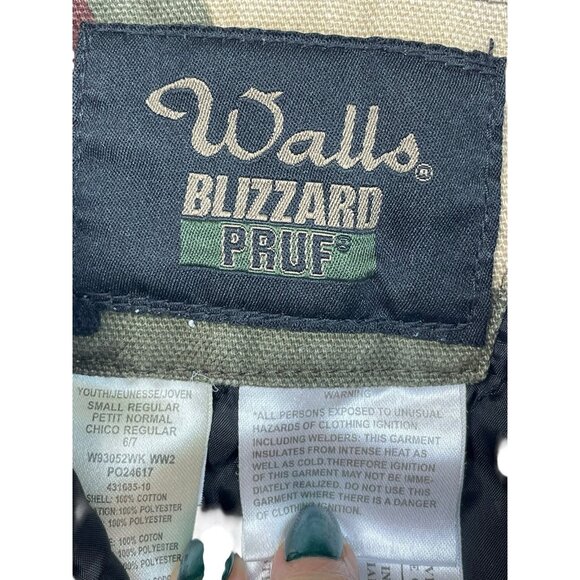 Walls®
BLIZZARD
PRUF®
YOUTH/JEUNESSE/JOVEN
SMALL REGULAR
PETIT NORMAL
CHICO REGULAR
6/7
W93052WK WW2
PO24617
431685-10
SHELL: 100% COTTON
100% POLYESTER
100% POLYESTER
100% COTTON
100% POLYESTER
WARNING
*ALL PERSONS EXPOSED TO UNUSUAL
HAZARDS OF CLOTHING IGNITION
INCLUDING WELDERS: THIS GARMENT
INSULATES FROM INTENSE HEAT AS
WELL AS COLD.THEREFORE IGNITION
OF THIS GARMENT MAY NOT BE IMME-
DIATELY REALIZED. DO NOT USE THIS
GARMENT WHERE THERE IS A DANGER
OF CLOTHING IGNITION.